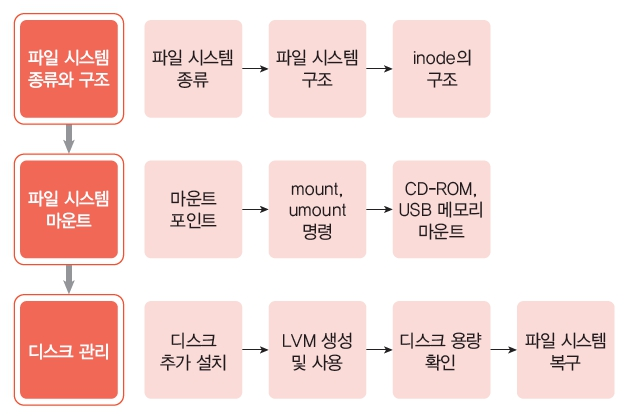 파일 시스템
종류와 구조
파일 시스템
종류
파일 시스템
구조
inode의
구조
파일 시스템
마운트
마운트
포인트
mount,
umount
명령
CD-ROM,
USB 메모리
마운트
디스크 관리
디스크
추가 설치
LVM 생성
및 사용
디스크 용량
확인
파일 시스템
복구